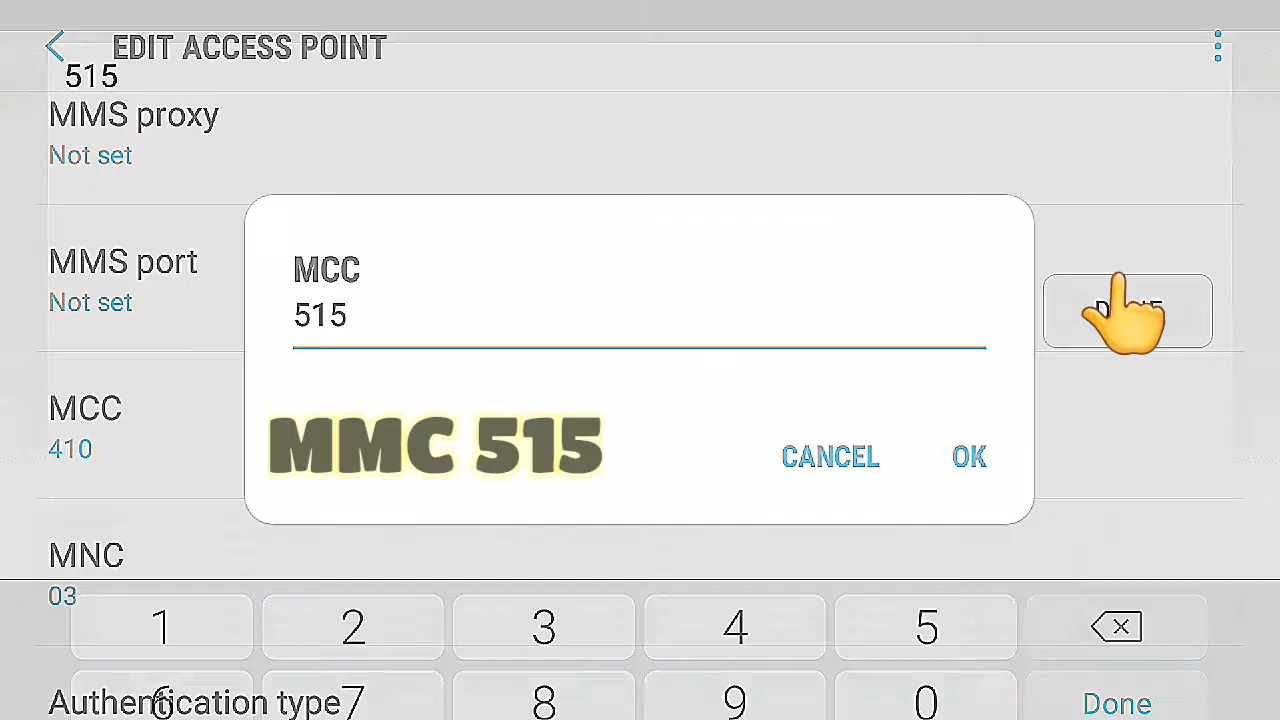 EDIT ACCESS POINT
515
MMS proxy
Not set
MMS port
Not set
MCC
515
MCC
410
MMC 515
CANCEL OK
MNC
03
1 2 3 4 5
Authentication type
6 7 8 9 0 Done